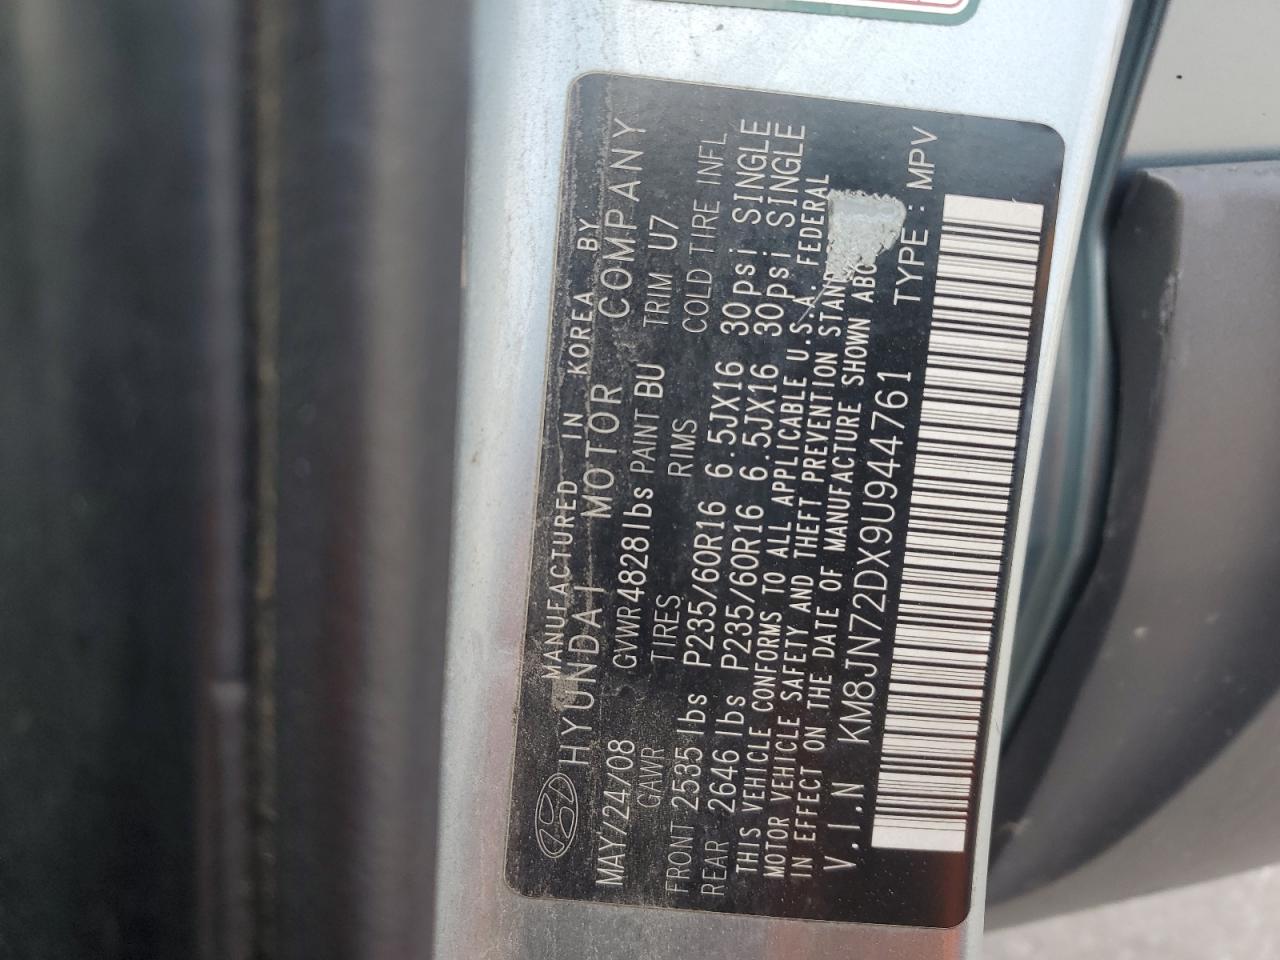 MANUFACTURED IN KOREA BY
HYUNDAI MOTOR COMPANY
MAY/24/08 GVWR4828lbs PAINT BU TRIM U7
GAWR TIRES RIMS COLD TIRE INFL
FRONT 2535 lbs P235/60R16 6.5JX16 30psi SINGLE
REAR 2646 lbs P235/60R16 6.5JX16 30psi SINGLE
THIS VEHICLE CONFORMS TO ALL APPLICABLE U.S.A. FEDERAL
MOTOR VEHICLE SAFETY AND THEFT PREVENTION STAN
IN EFFECT ON THE DATE OF MANUFACTURE SHOWN ABO
V.I.N KM8JN72DX9U944761 TYPE: MPV